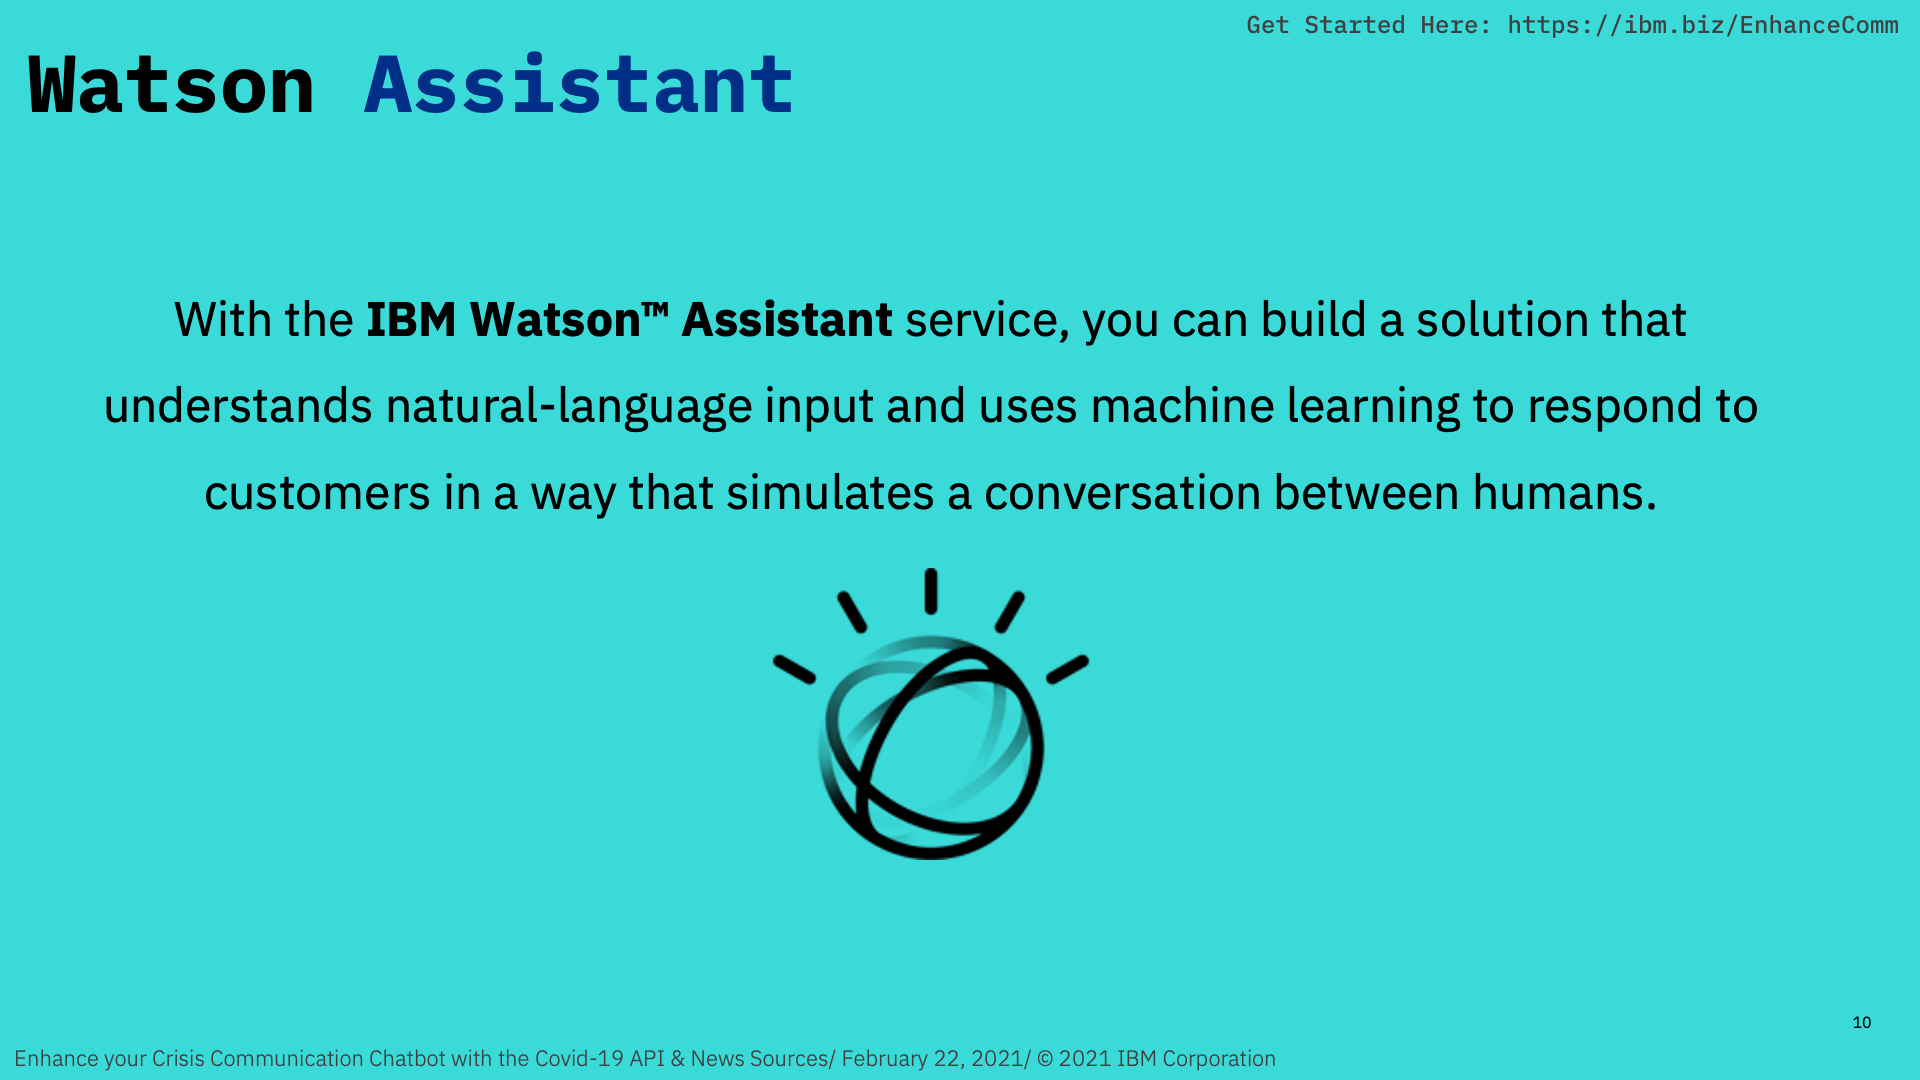 Get Started Here: https://ibm.biz/EnhanceComm
Watson Assistant
With the IBM Watson™ Assistant service, you can build a solution that
understands natural-language input and uses machine learning to respond to
customers in a way that simulates a conversation between humans.
10
Enhance your Crisis Communication Chatbot with the Covid-19 API & News Sources/ February 22, 2021/ © 2021 IBM Corporation